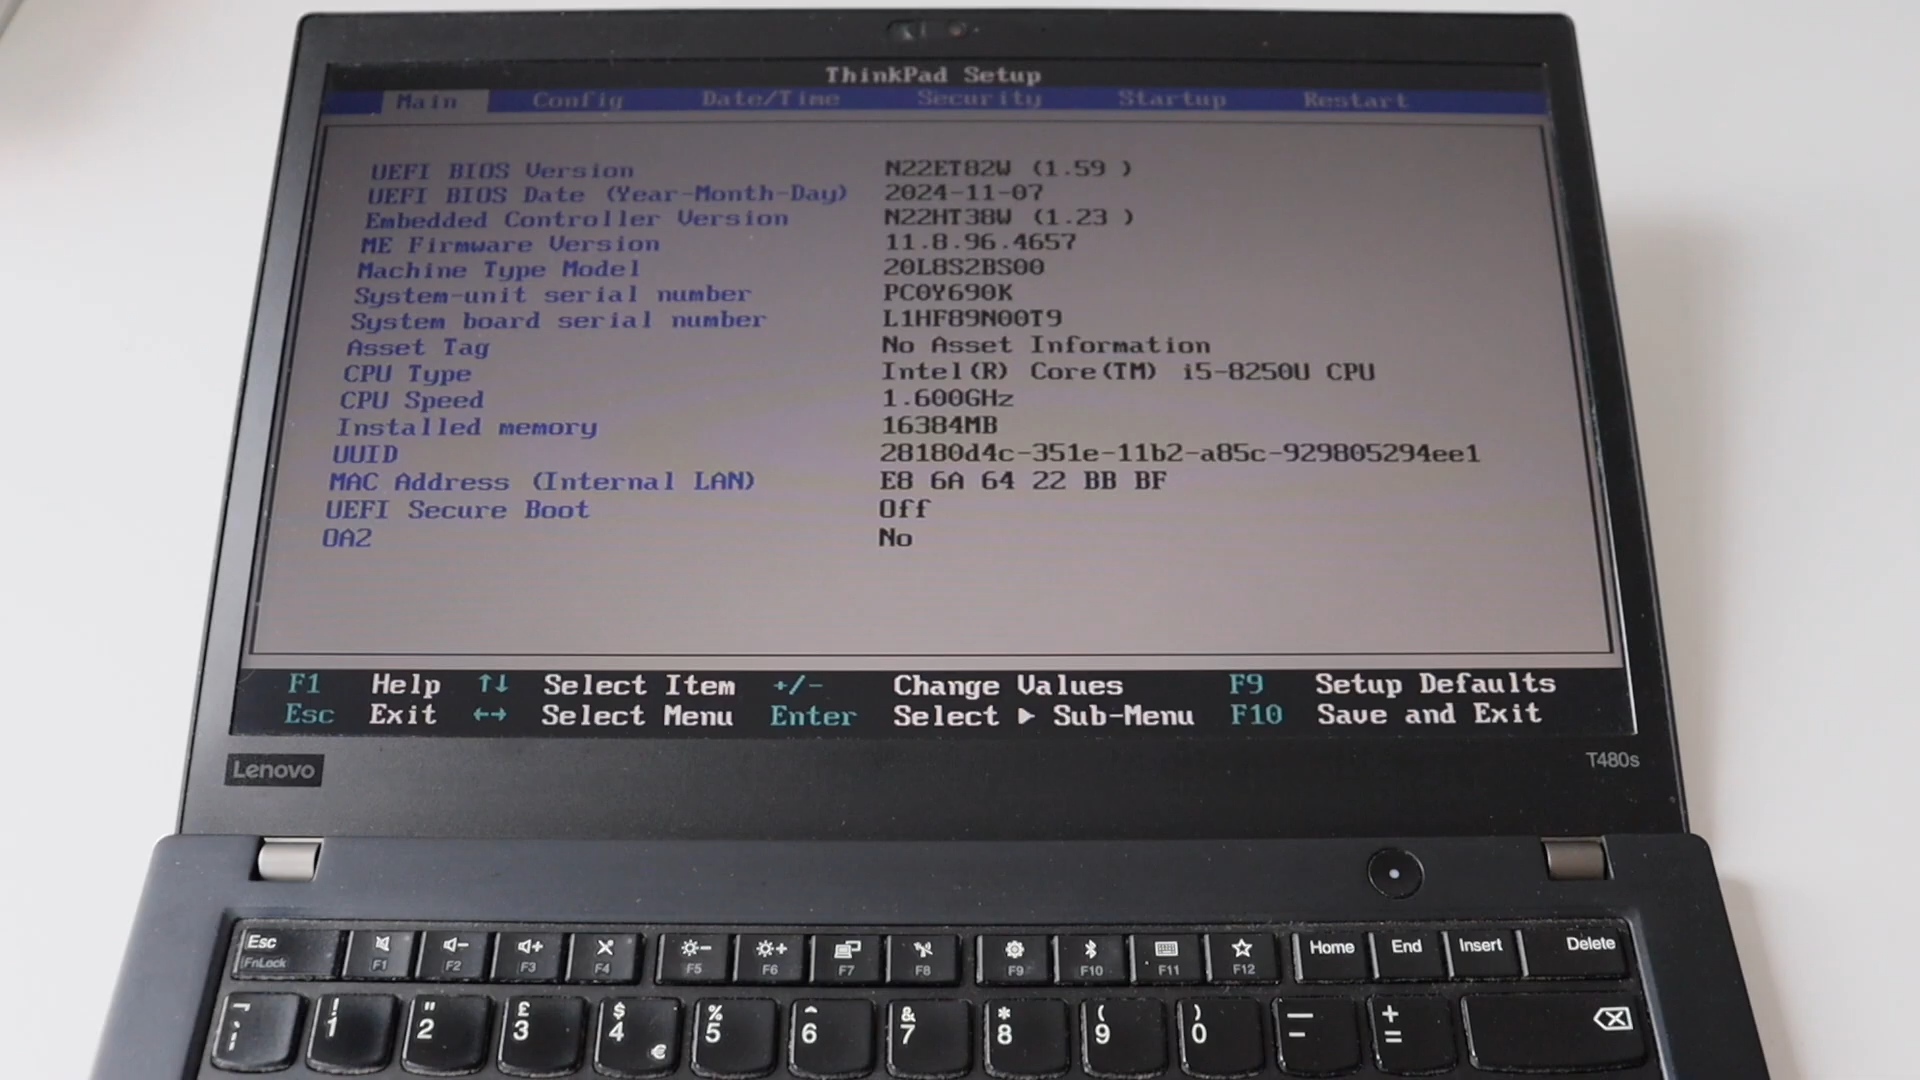 ThinkPad Setup
Main Config Date/Time Security Startup Restart
UEFI BIOS Version N22ET82W (1.59 )
UEFI BIOS Date (Year-Month-Day) 2024-11-07
Embedded Controller Version N22HT38W (1.23 )
ME Firmware Version 11.8.96.4657
Machine Type Model 20L8S2BS00
System-unit serial number PC0Y690K
System board serial number L1HF89N00T9
Asset Tag No Asset Information
CPU Type Intel(R) Core(TM) i5-8250U CPU
CPU Speed 1.600GHz
Installed memory 16384MB
UUID 28180d4c-351e-11b2-a85c-929805294ee1
MAC Address (Internal LAN) E8 6A 64 22 BB BF
UEFI Secure Boot Off
OA2 No
F1 Help ↑↓ Select Item +/- Change Values F9 Setup Defaults
Esc Exit ←→ Select Menu Enter Select ▶ Sub-Menu F10 Save and Exit
Lenovo T480s
Esc Home End Insert Delete
FnLock F1 F2 F3 F4 F5 F6 F7 F8 F9 F10 F11 F12
¬ ! " £ $ % ^ & * ( ) — +
¦ 1 2 3 4 € 5 6 7 8 9 0 - =